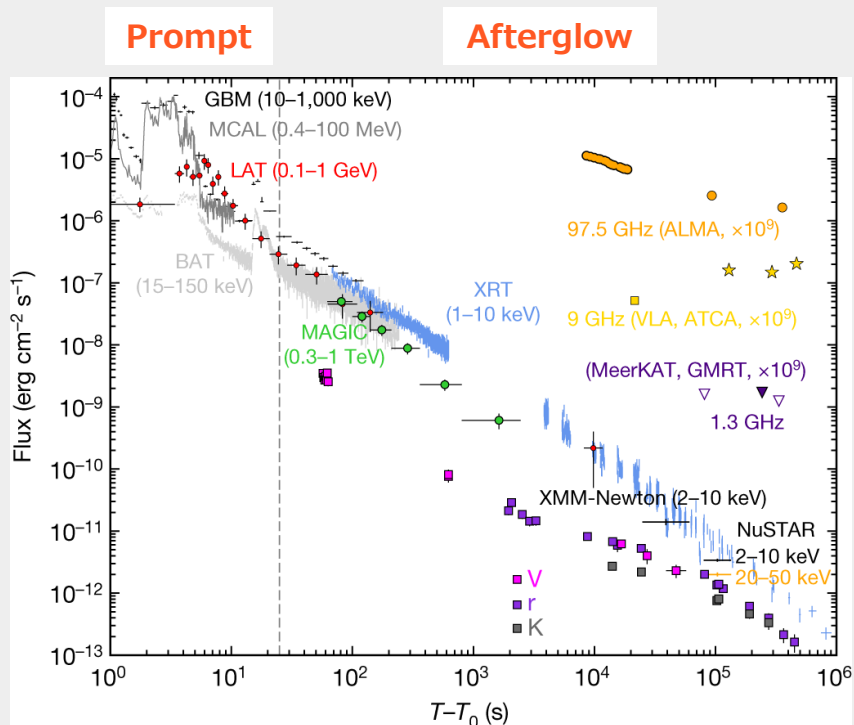 Prompt
Afterglow
GBM (10–1,000 keV)
MCAL (0.4–100 MeV)
LAT (0.1–1 GeV)
BAT
(15–150 keV)
XRT
(1–10 keV)
MAGIC
(0.3–1 TeV)
97.5 GHz (ALMA, ×10⁹)
9 GHz (VLA, ATCA, ×10⁹)
(MeerKAT, GMRT, ×10⁹)
1.3 GHz
XMM-Newton (2–10 keV)
NuSTAR
2–10 keV
20–50 keV
V
r
K
Flux (erg cm⁻² s⁻¹)
10⁻⁴
10⁻⁵
10⁻⁶
10⁻⁷
10⁻⁸
10⁻⁹
10⁻¹⁰
10⁻¹¹
10⁻¹²
10⁻¹³
10⁰ 10¹ 10² 10³ 10⁴ 10⁵ 10⁶
T–T₀ (s)